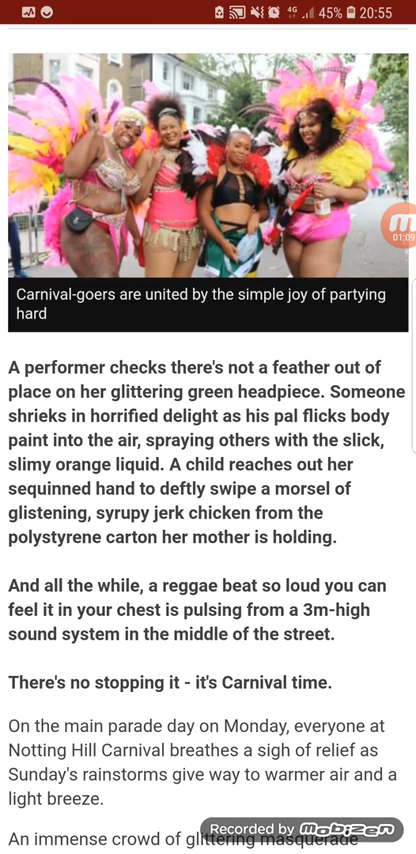 4G 45% 20:55
m
01:09
Carnival-goers are united by the simple joy of partying
hard
A performer checks there's not a feather out of
place on her glittering green headpiece. Someone
shrieks in horrified delight as his pal flicks body
paint into the air, spraying others with the slick,
slimy orange liquid. A child reaches out her
sequinned hand to deftly swipe a morsel of
glistening, syrupy jerk chicken from the
polystyrene carton her mother is holding.
And all the while, a reggae beat so loud you can
feel it in your chest is pulsing from a 3m-high
sound system in the middle of the street.
There's no stopping it - it's Carnival time.
On the main parade day on Monday, everyone at
Notting Hill Carnival breathes a sigh of relief as
Sunday's rainstorms give way to warmer air and a
light breeze.
An immense crowd of glittering masquerade
Recorded by mobizen